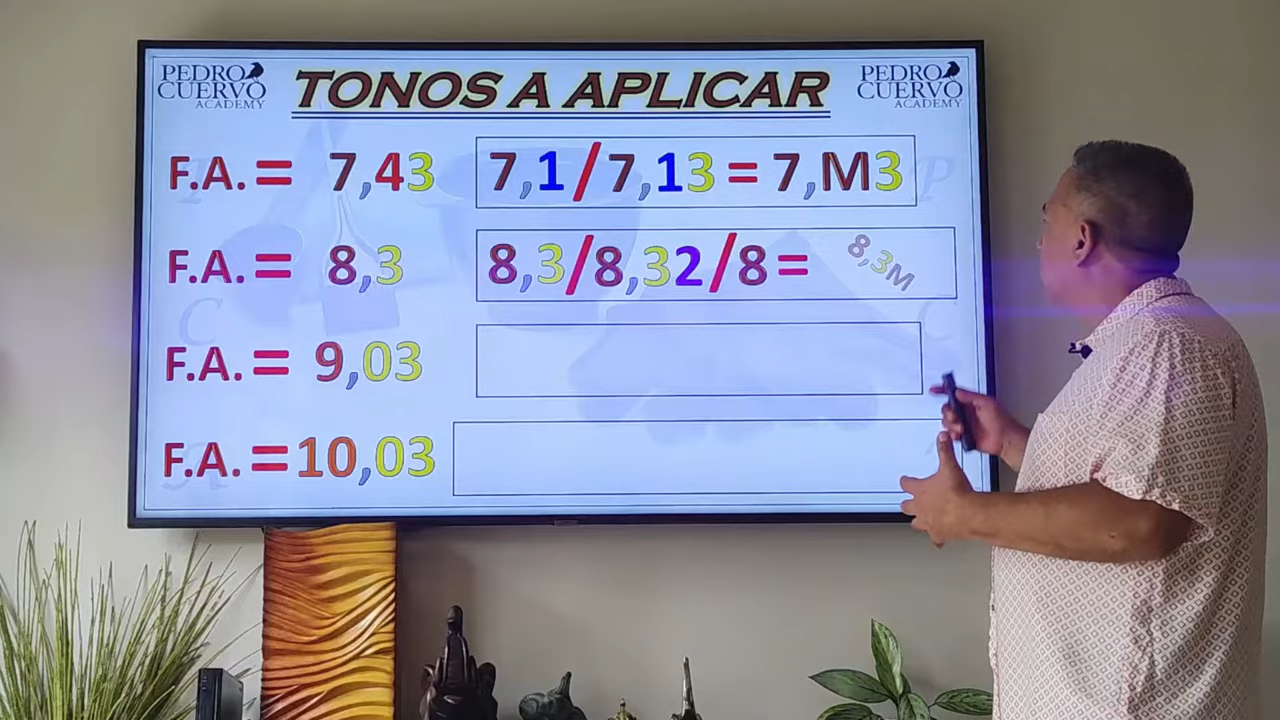 PEDRO CUERVO ACADEMY
TONOS A APLICAR
PEDRO CUERVO ACADEMY
F.A. = 7,43
7,1/7,13 = 7,M3
F.A. = 8,3
8,3/8,32/8 = 8,3M
F.A. = 9,03
F.A. = 10,03